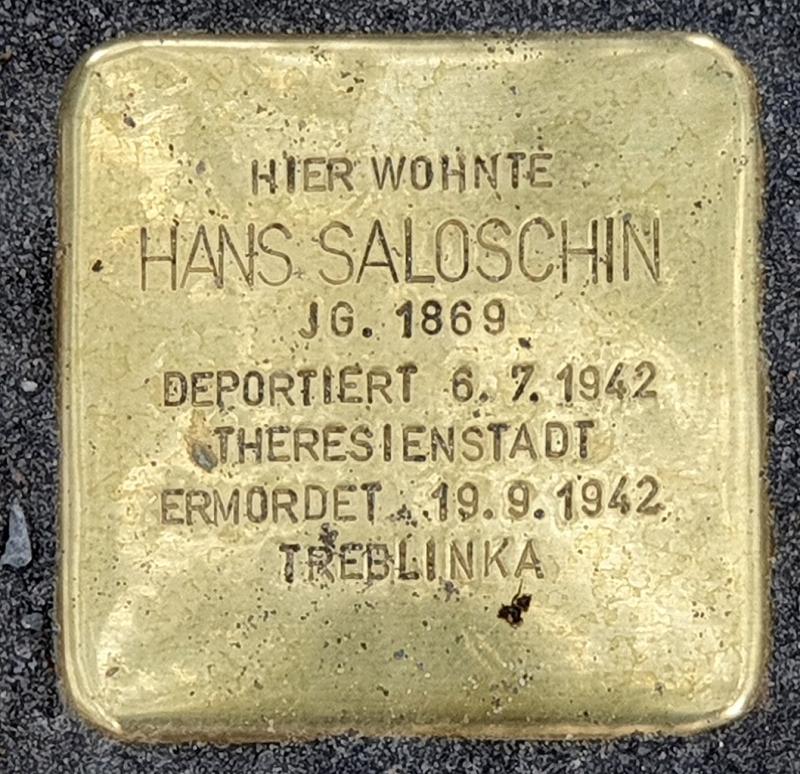 HIER WOHNTE
HANS SALOSCHIN
JG. 1869
DEPORTIERT 6. 7. 1942
THERESIENSTADT
ERMORDET 19. 9. 1942
TREBLINKA